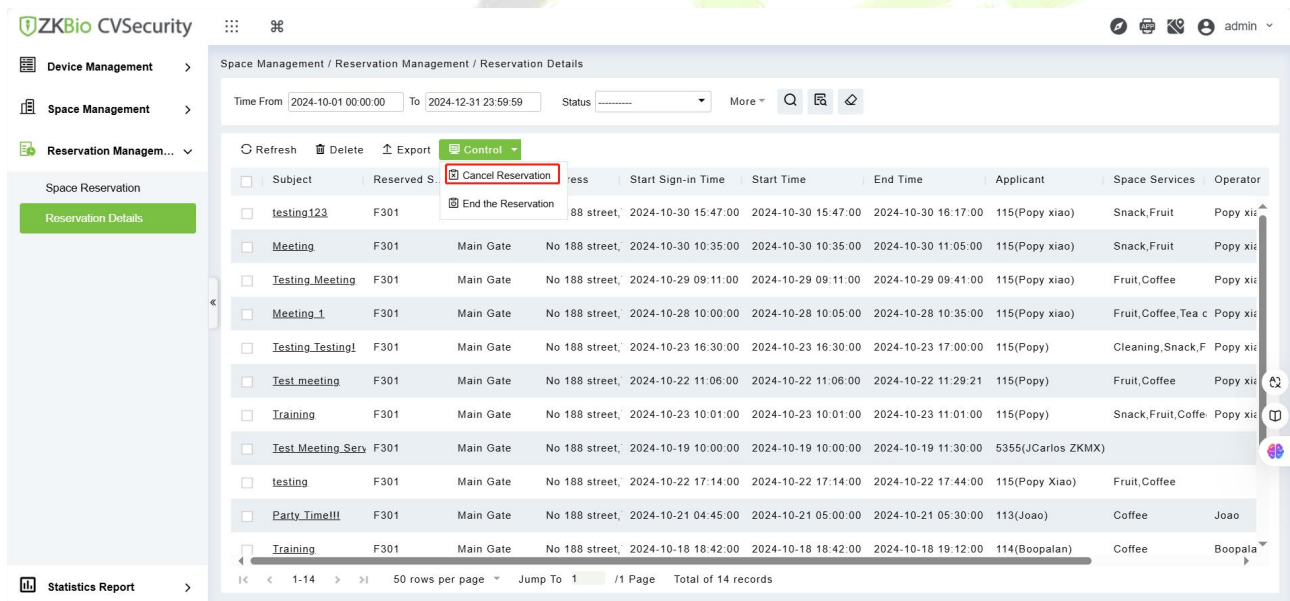 ZKBio CVSecurity
admin
Device Management
Space Management
Reservation Managem...
Space Reservation
Reservation Details
Statistics Report
Space Management / Reservation Management / Reservation Details
Time From 2024-10-01 00:00:00 To 2024-12-31 23:59:59 Status ---------- More
Refresh Delete Export Control
Cancel Reservation
End the Reservation
Subject Reserved S... ress Start Sign-in Time Start Time End Time Applicant Space Services Operator
testing123 F301 88 street, 2024-10-30 15:47:00 2024-10-30 15:47:00 2024-10-30 16:17:00 115(Popy xiao) Snack,Fruit Popy xia
Meeting F301 Main Gate No 188 street, 2024-10-30 10:35:00 2024-10-30 10:35:00 2024-10-30 11:05:00 115(Popy xiao) Snack,Fruit Popy xia
Testing Meeting F301 Main Gate No 188 street, 2024-10-29 09:11:00 2024-10-29 09:11:00 2024-10-29 09:41:00 115(Popy xiao) Fruit,Coffee Popy xia
Meeting 1 F301 Main Gate No 188 street, 2024-10-28 10:00:00 2024-10-28 10:05:00 2024-10-28 10:35:00 115(Popy xiao) Fruit,Coffee,Tea c Popy xia
Testing Testing! F301 Main Gate No 188 street, 2024-10-23 16:30:00 2024-10-23 16:30:00 2024-10-23 17:00:00 115(Popy) Cleaning,Snack,F Popy xia
Test meeting F301 Main Gate No 188 street, 2024-10-22 11:06:00 2024-10-22 11:06:00 2024-10-22 11:29:21 115(Popy) Fruit,Coffee Popy xia
Training F301 Main Gate No 188 street, 2024-10-23 10:01:00 2024-10-23 10:01:00 2024-10-23 11:01:00 115(Popy) Snack,Fruit,Coffe Popy xia
Test Meeting Serv F301 Main Gate No 188 street, 2024-10-19 10:00:00 2024-10-19 10:00:00 2024-10-19 11:30:00 5355(JCarlos ZKMX)
testing F301 Main Gate No 188 street, 2024-10-22 17:14:00 2024-10-22 17:14:00 2024-10-22 17:44:00 115(Popy Xiao) Fruit,Coffee
Party Time!!! F301 Main Gate No 188 street, 2024-10-21 04:45:00 2024-10-21 05:00:00 2024-10-21 05:30:00 113(Joao) Coffee Joao
Training F301 Main Gate No 188 street, 2024-10-18 18:42:00 2024-10-18 18:42:00 2024-10-18 19:12:00 114(Boopalan) Coffee Boopala
1-14 50 rows per page Jump To 1 /1 Page Total of 14 records